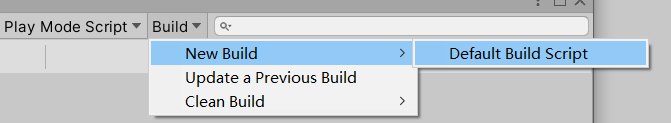 Play Mode Script Build
New Build Default Build Script
Update a Previous Build
Clean Build